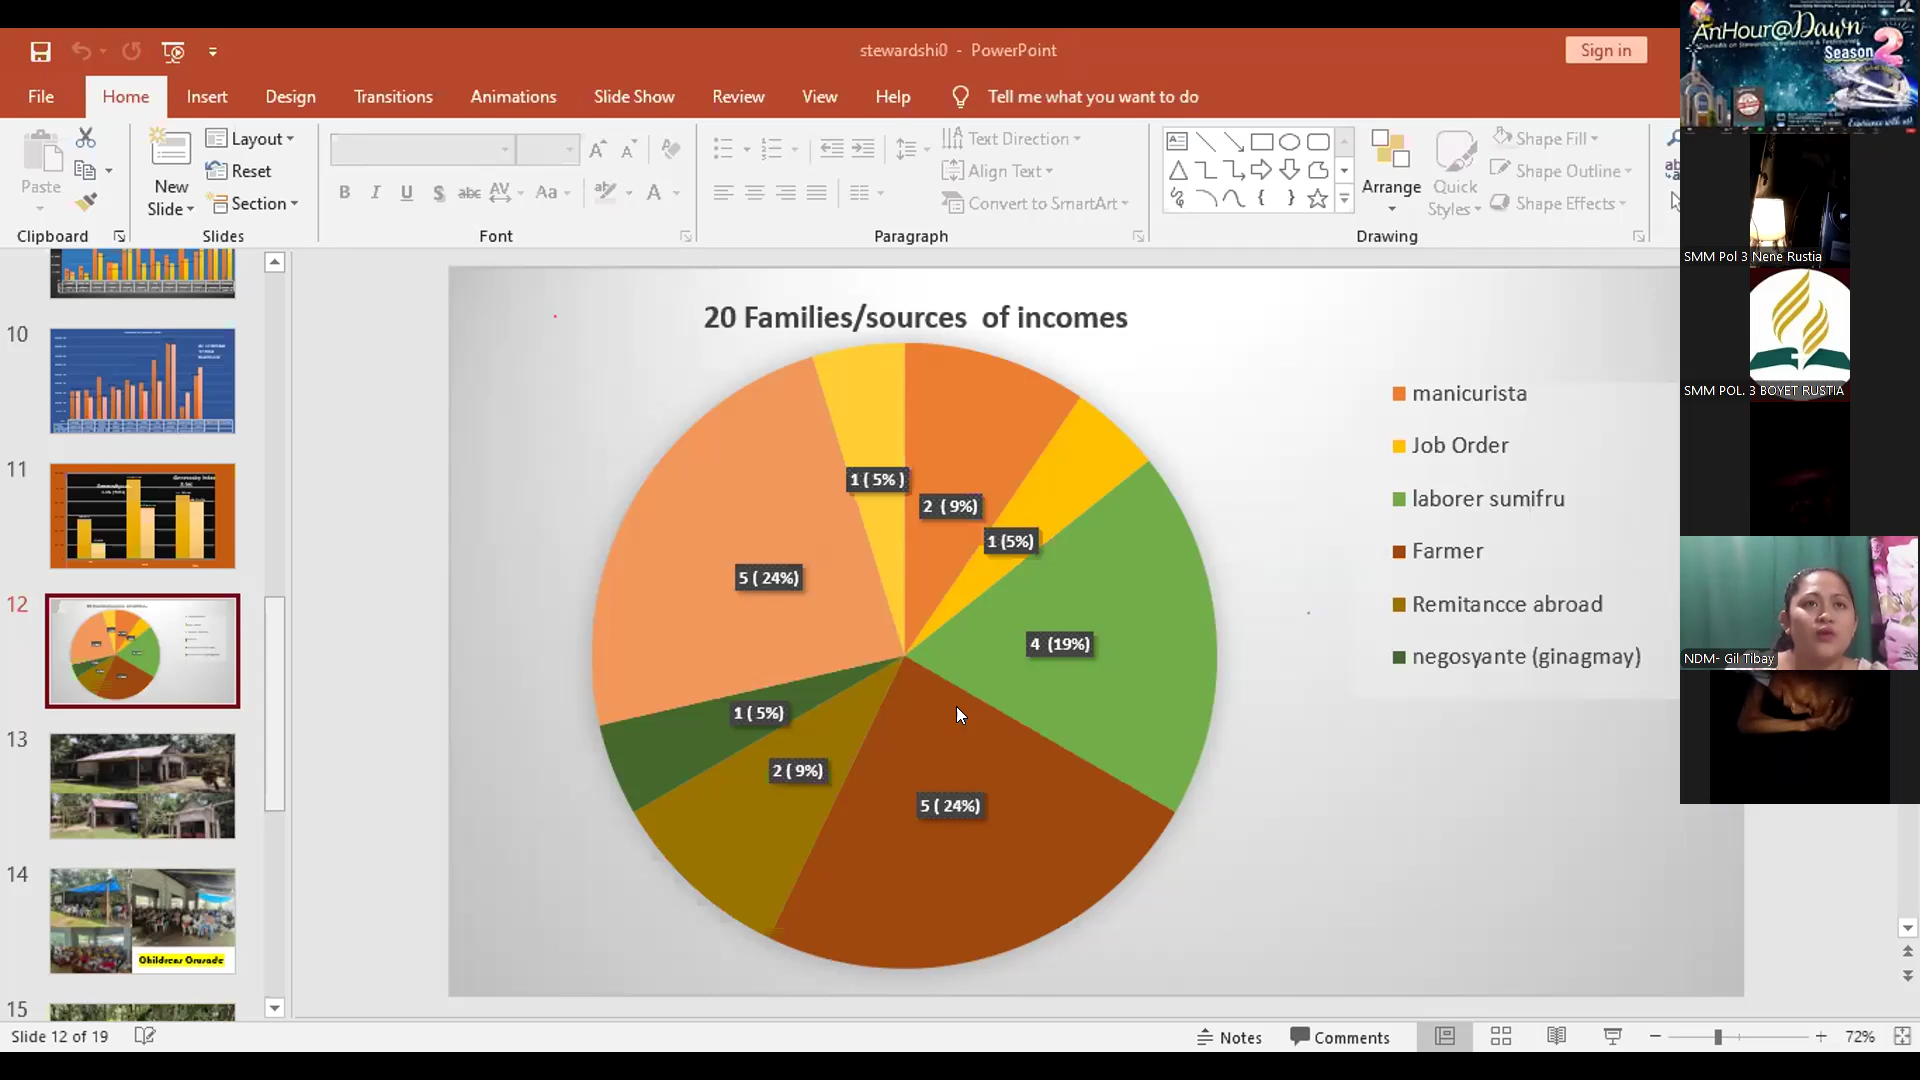 stewardshi0 - PowerPoint
Sign in
File Home Insert Design Transitions Animations Slide Show Review View Help Tell me what you want to do
Paste
New Slide
Layout
Reset
Section
B I U S abc AV Aa A
Text Direction
Align Text
Convert to SmartArt
Arrange
Quick Styles
Shape Fill
Shape Outline
Shape Effects
Clipboard Slides Font Paragraph Drawing
10
11
12
13
14
Childrens Crusade
15
20 Families/sources of incomes
1 ( 5% )
2 ( 9%)
1 (5%)
5 ( 24%)
4 (19%)
1 ( 5%)
2 ( 9%)
5 ( 24%)
manicurista
Job Order
laborer sumifru
Farmer
Remitancce abroad
negosyante (ginagmay)
AnHour@Dawn
Season 2
SMM Pol 3 Nene Rustia
SMM POL. 3 BOYET RUSTIA
NDM- Gil Tibay
Slide 12 of 19
Notes
Comments
72%